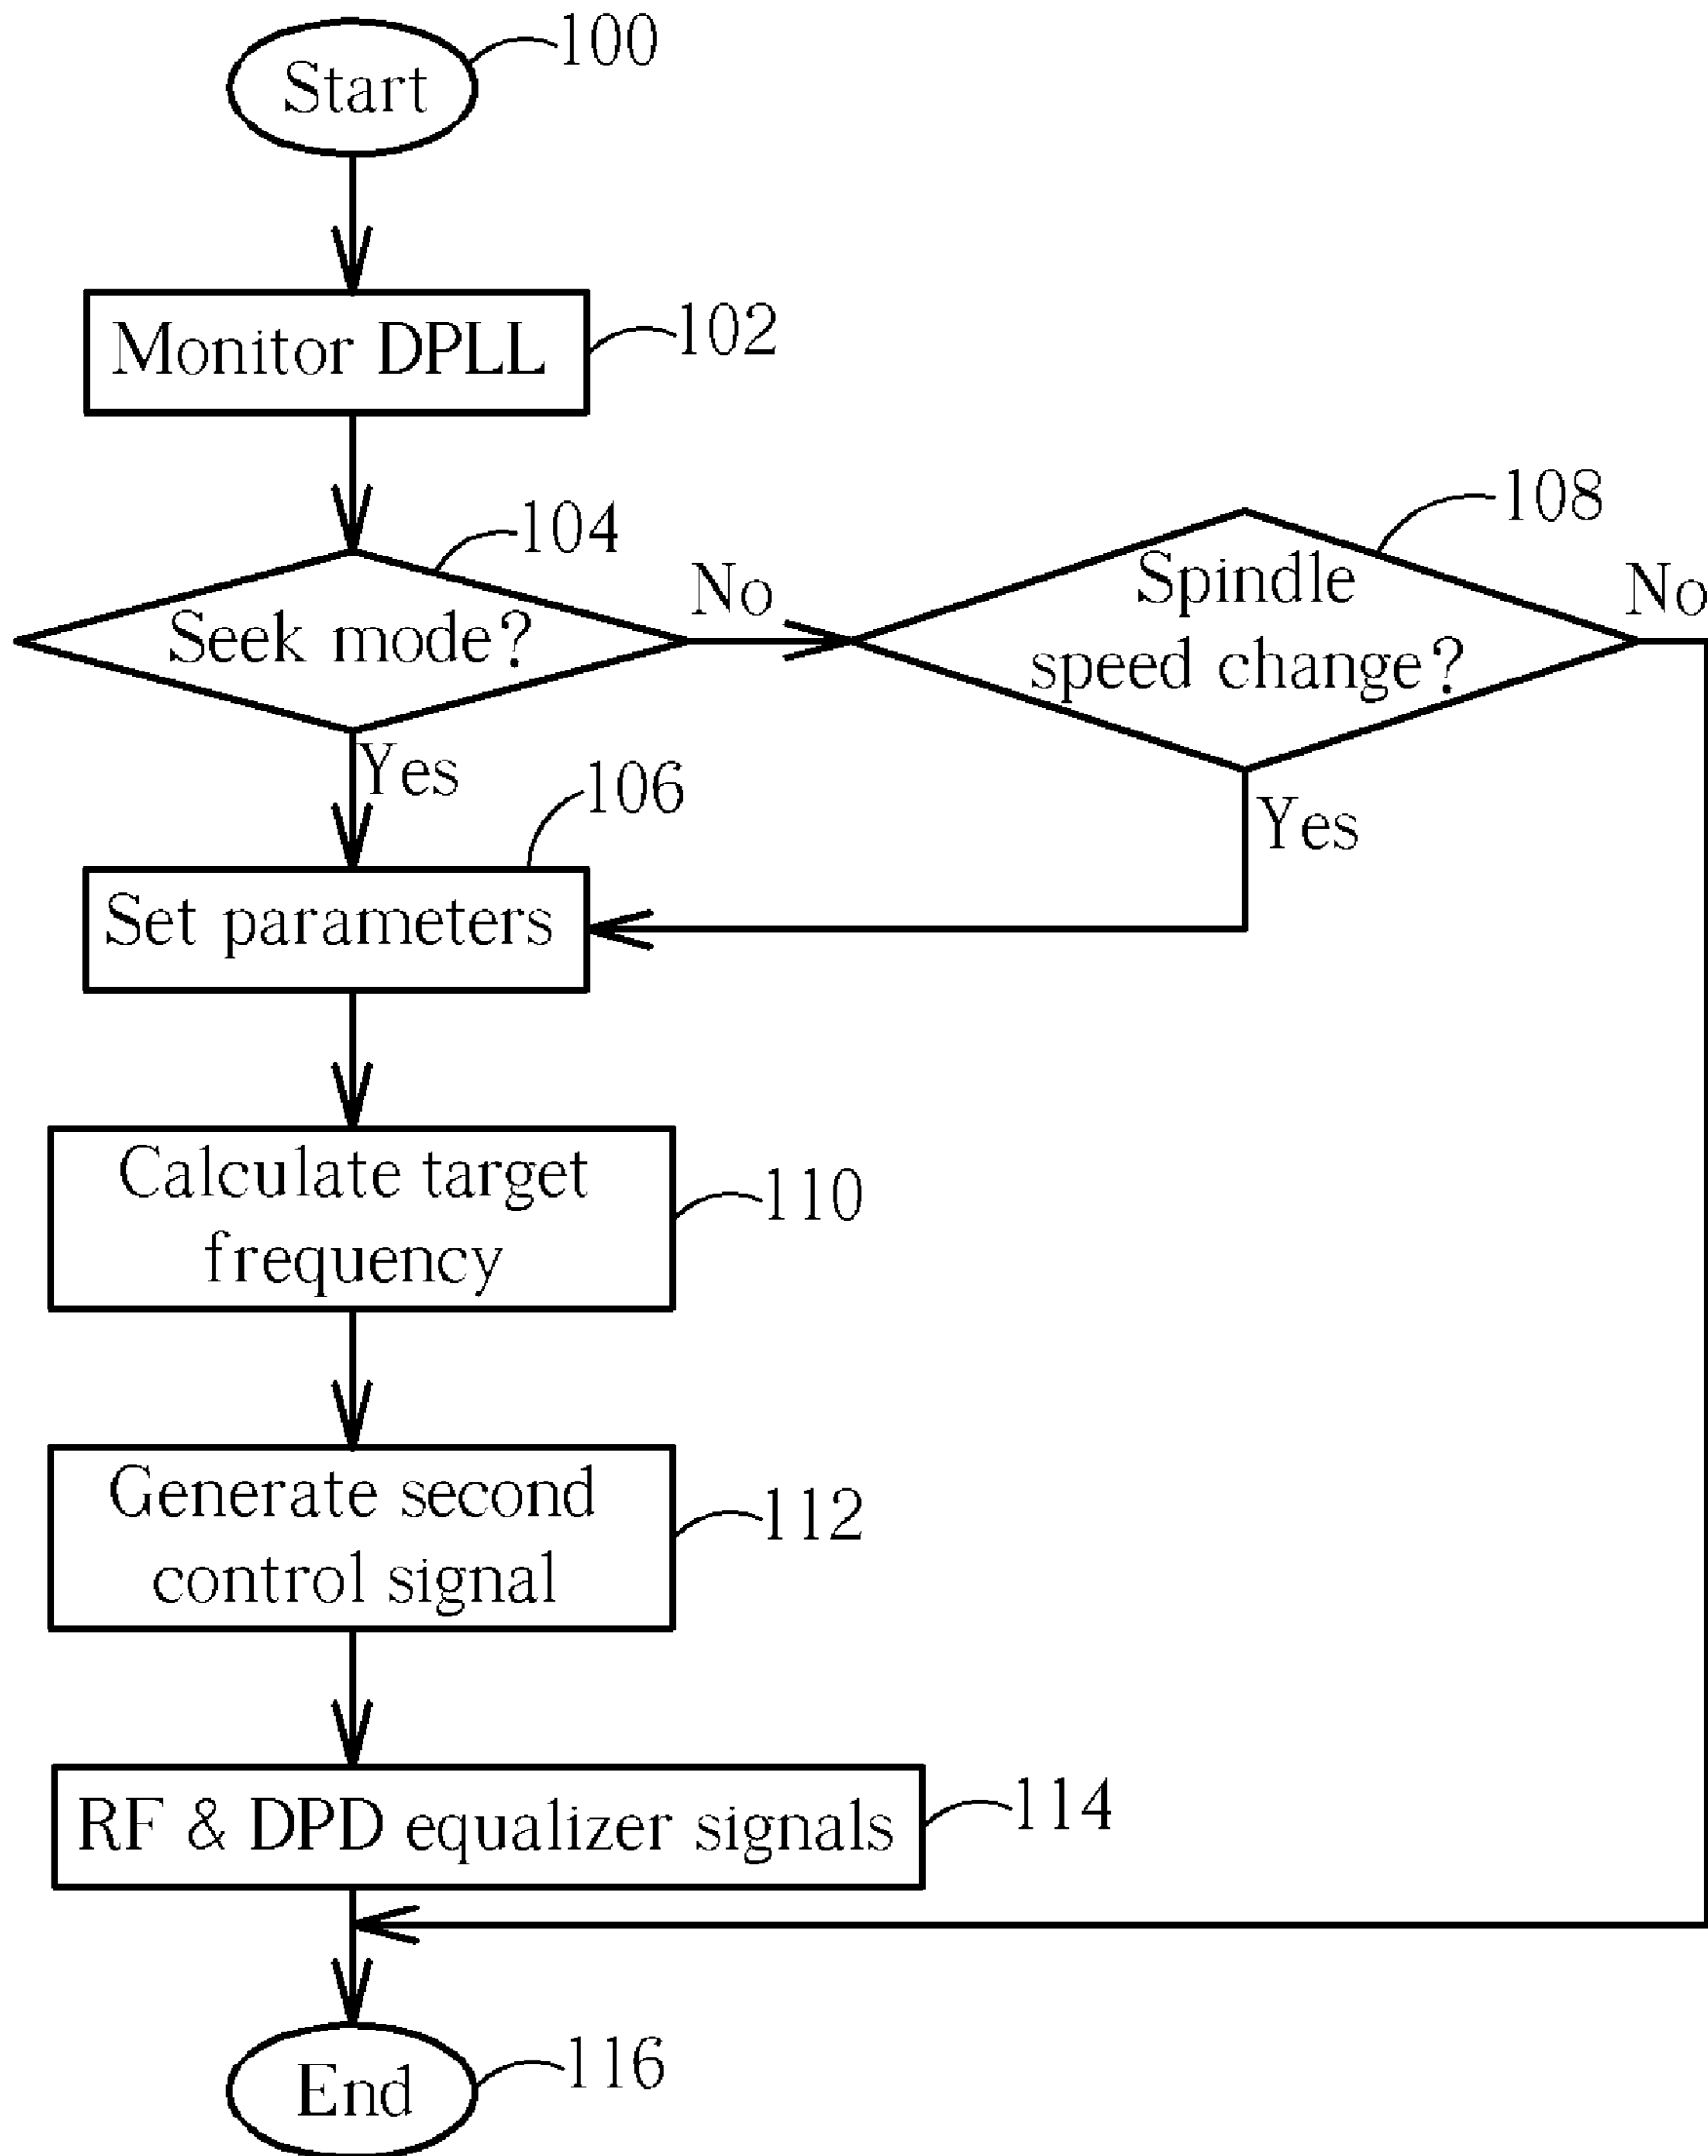 Start
100
Monitor DPLL
102
Seek mode?
104
No
Yes
Spindle
speed change?
108
No
Yes
Set parameters
106
Calculate target
frequency
110
Generate second
control signal
112
RF & DPD equalizer signals
114
End
116